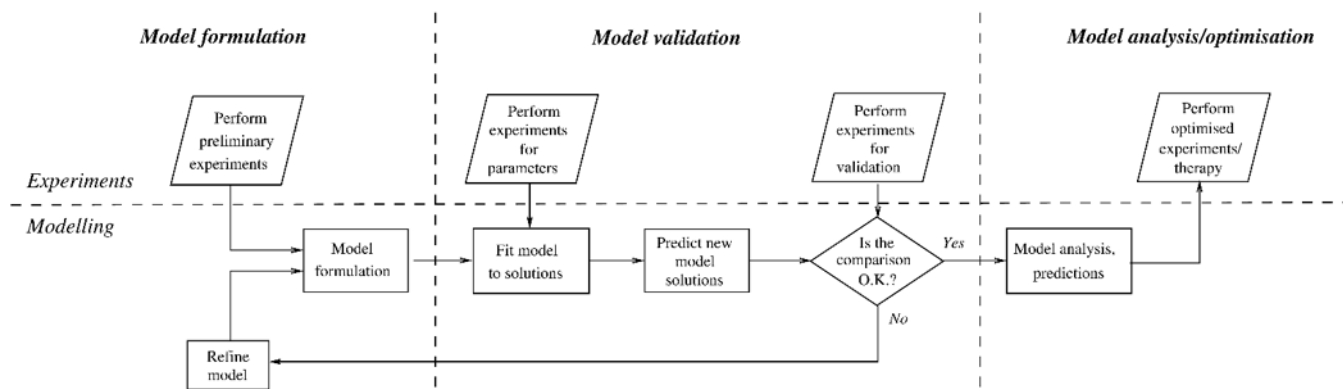 Model formulation
Model validation
Model analysis/optimisation
Perform
preliminary
experiments
Perform
experiments
for
parameters
Perform
experiments
for
validation
Perform
optimised
experiments/
therapy
Experiments
Modelling
Model
formulation
Fit model
to solutions
Predict new
model
solutions
Is the
comparison
O.K.?
Yes
Model analysis,
predictions
No
Refine
model